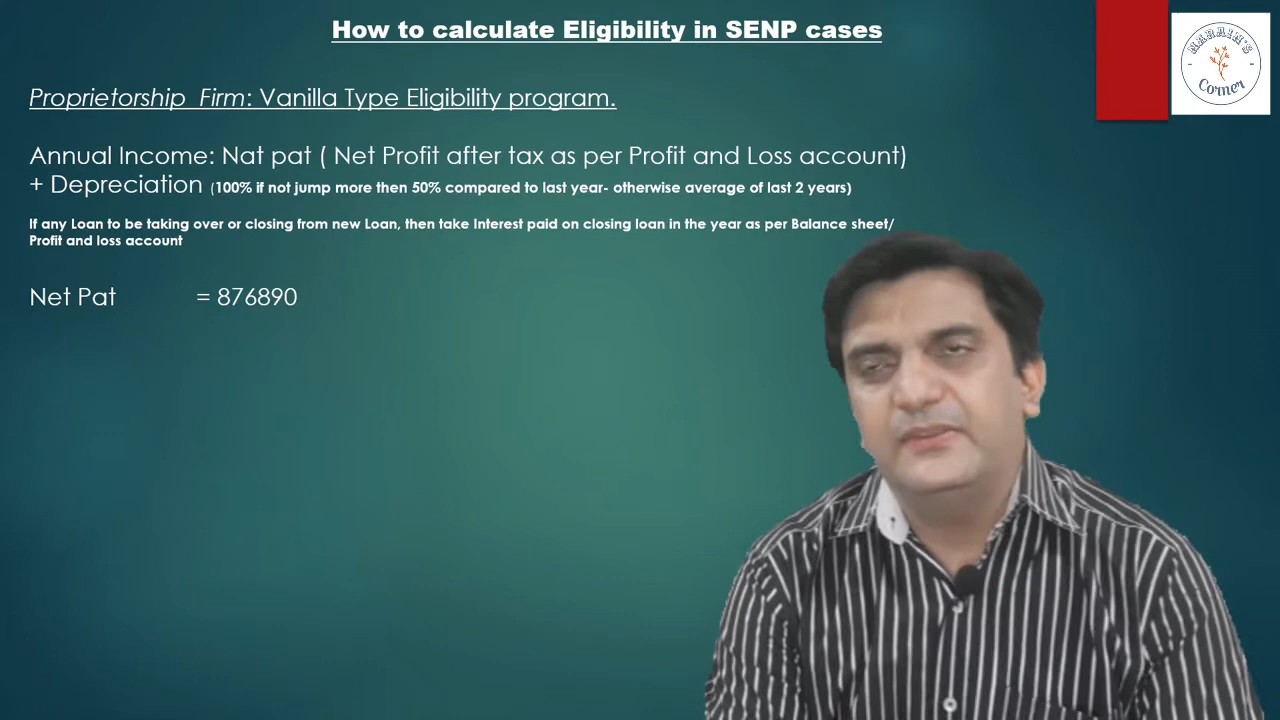 How to calculate Eligibility in SENP cases
NARAIN'S
Corner
Proprietorship Firm: Vanilla Type Eligibility program.
Annual Income: Nat pat ( Net Profit after tax as per Profit and Loss account)
+ Depreciation (100% if not jump more then 50% compared to last year- otherwise average of last 2 years)
If any Loan to be taking over or closing from new Loan, then take Interest paid on closing loan in the year as per Balance sheet/
Profit and loss account
Net Pat = 876890